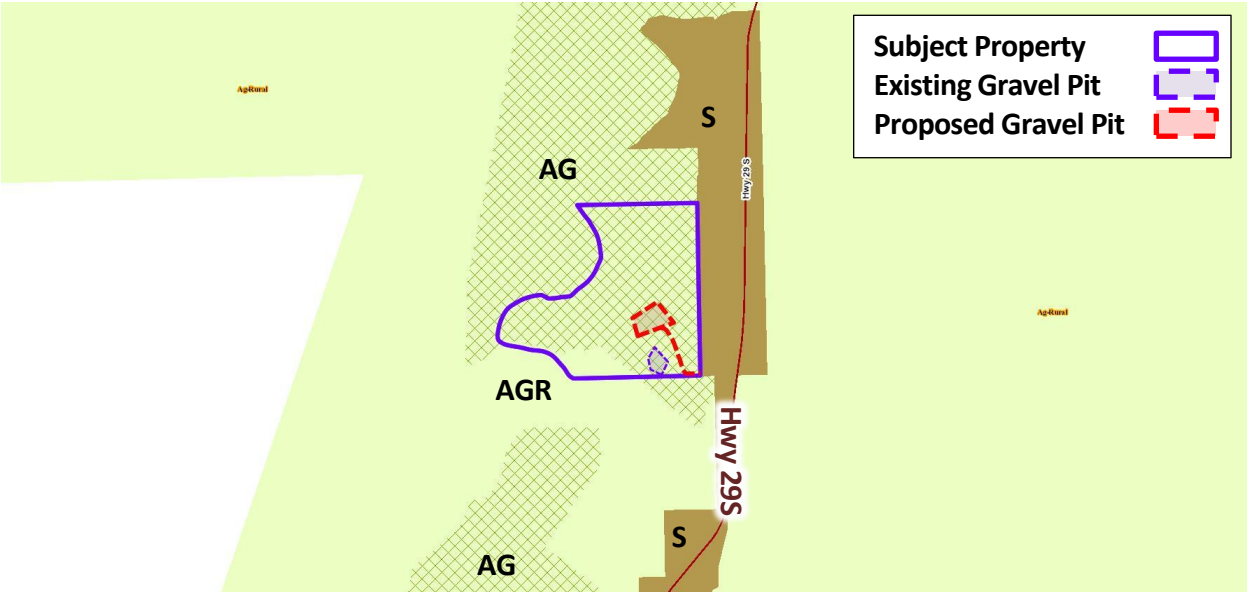 Subject Property
Existing Gravel Pit
Proposed Gravel Pit
Ag-Rural
S
AG
Hwy 29 S
Ag-Rural
AGR
Hwy 29S
S
AG